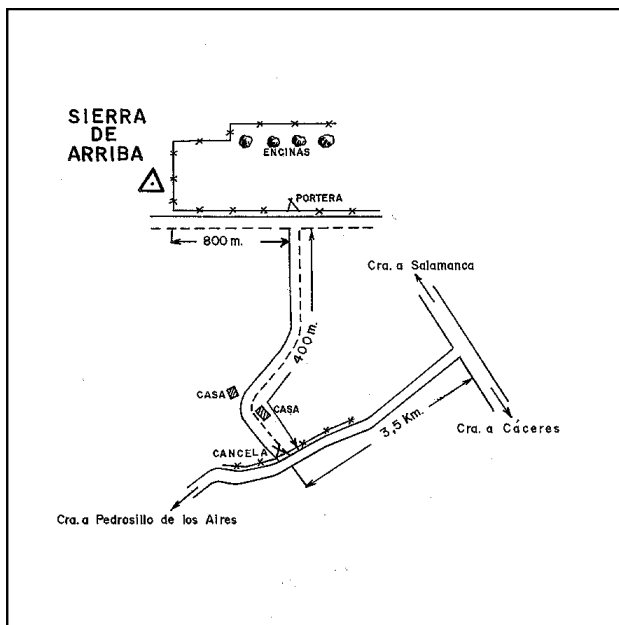 SIERRA
DE
ARRIBA
ENCINAS
PORTERA
800 m.
Cra. a Salamanca
400 m.
CASA
CASA
3,5 Km.
Cra. a Cáceres
CANCELA
Cra. a Pedrosillo de los Aires